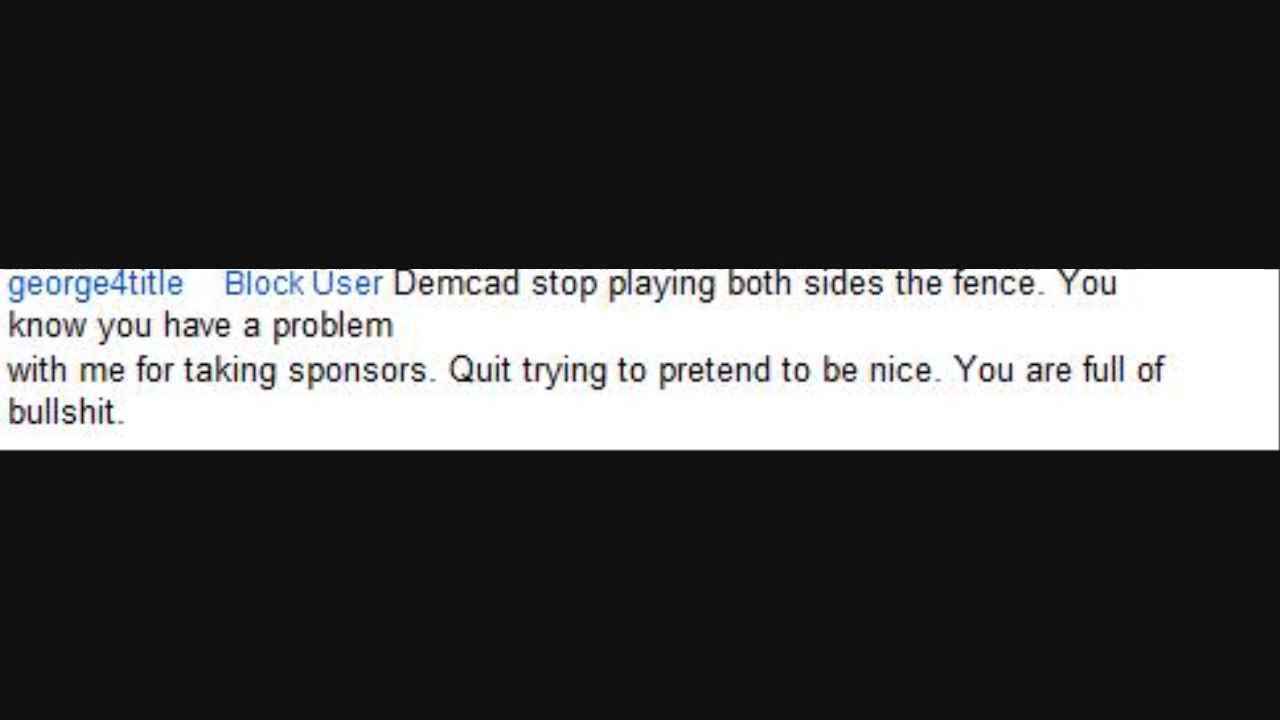 george4title Block User Demcad stop playing both sides the fence. You
know you have a problem
with me for taking sponsors. Quit trying to pretend to be nice. You are full of
bullshit.